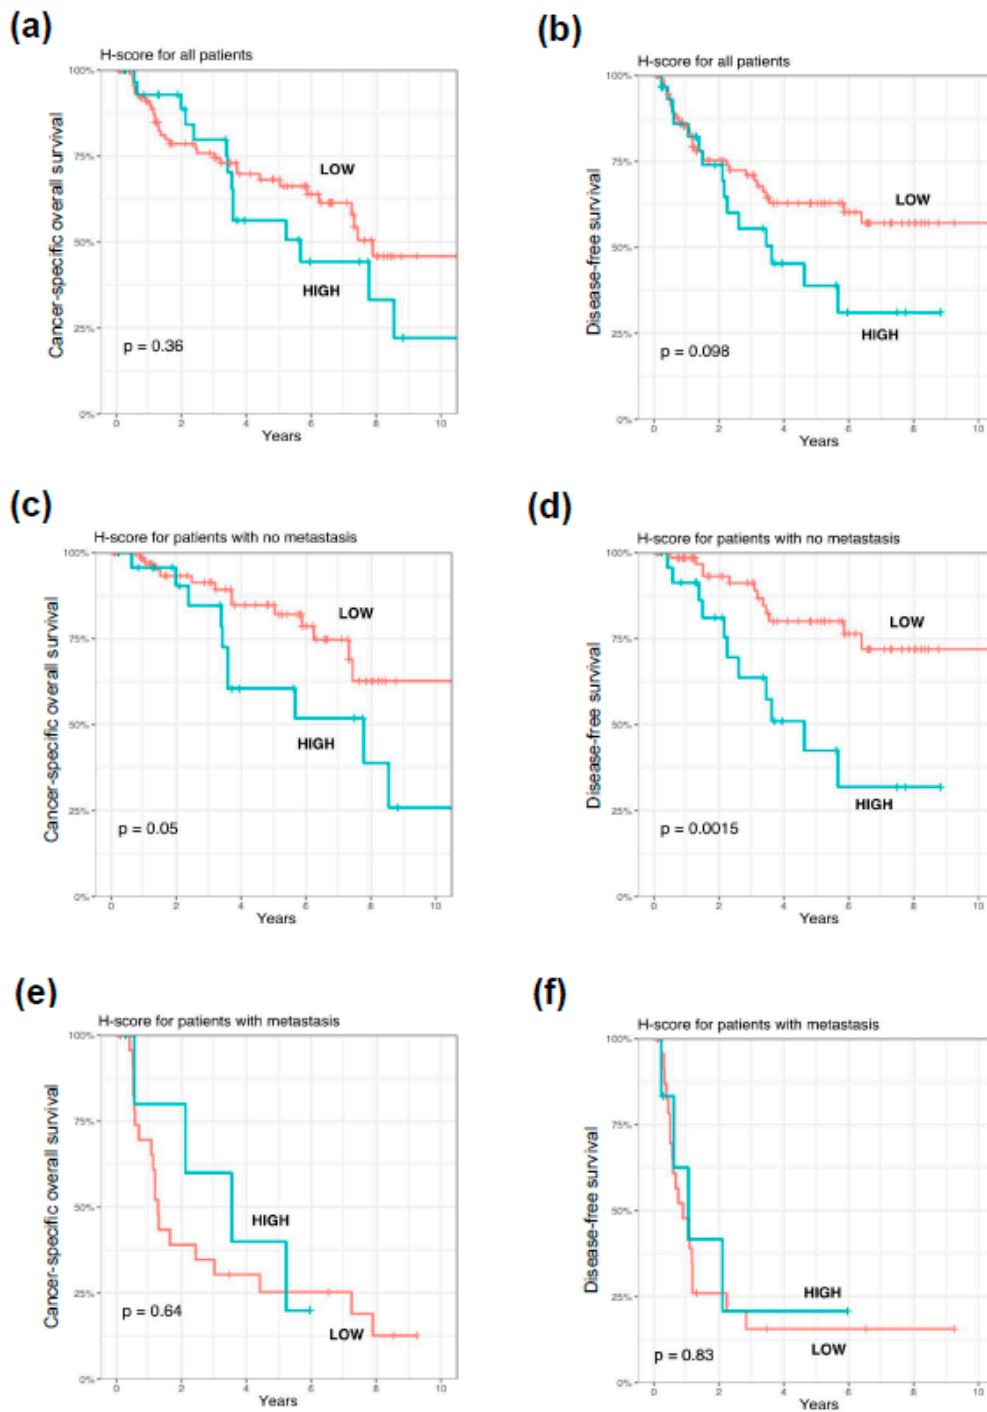 (a)
H-score for all patients
Cancer-specific overall survival
100%
75%
50%
25%
0%
LOW
HIGH
p = 0.36
0 2 4 6 8 10
Years
(b)
H-score for all patients
Disease-free survival
100%
75%
50%
25%
0%
LOW
HIGH
p = 0.098
0 2 4 6 8 10
Years
(c)
H-score for patients with no metastasis
Cancer-specific overall survival
100%
75%
50%
25%
0%
LOW
HIGH
p = 0.05
0 2 4 6 8 10
Years
(d)
H-score for patients with no metastasis
Disease-free survival
100%
75%
50%
25%
0%
LOW
HIGH
p = 0.0015
0 2 4 6 8 10
Years
(e)
H-score for patients with metastasis
Cancer-specific overall survival
100%
75%
50%
25%
0%
HIGH
LOW
p = 0.64
0 2 4 6 8 10
Years
(f)
H-score for patients with metastasis
Disease-free survival
100%
75%
50%
25%
0%
HIGH
LOW
p = 0.83
0 2 4 6 8 10
Years